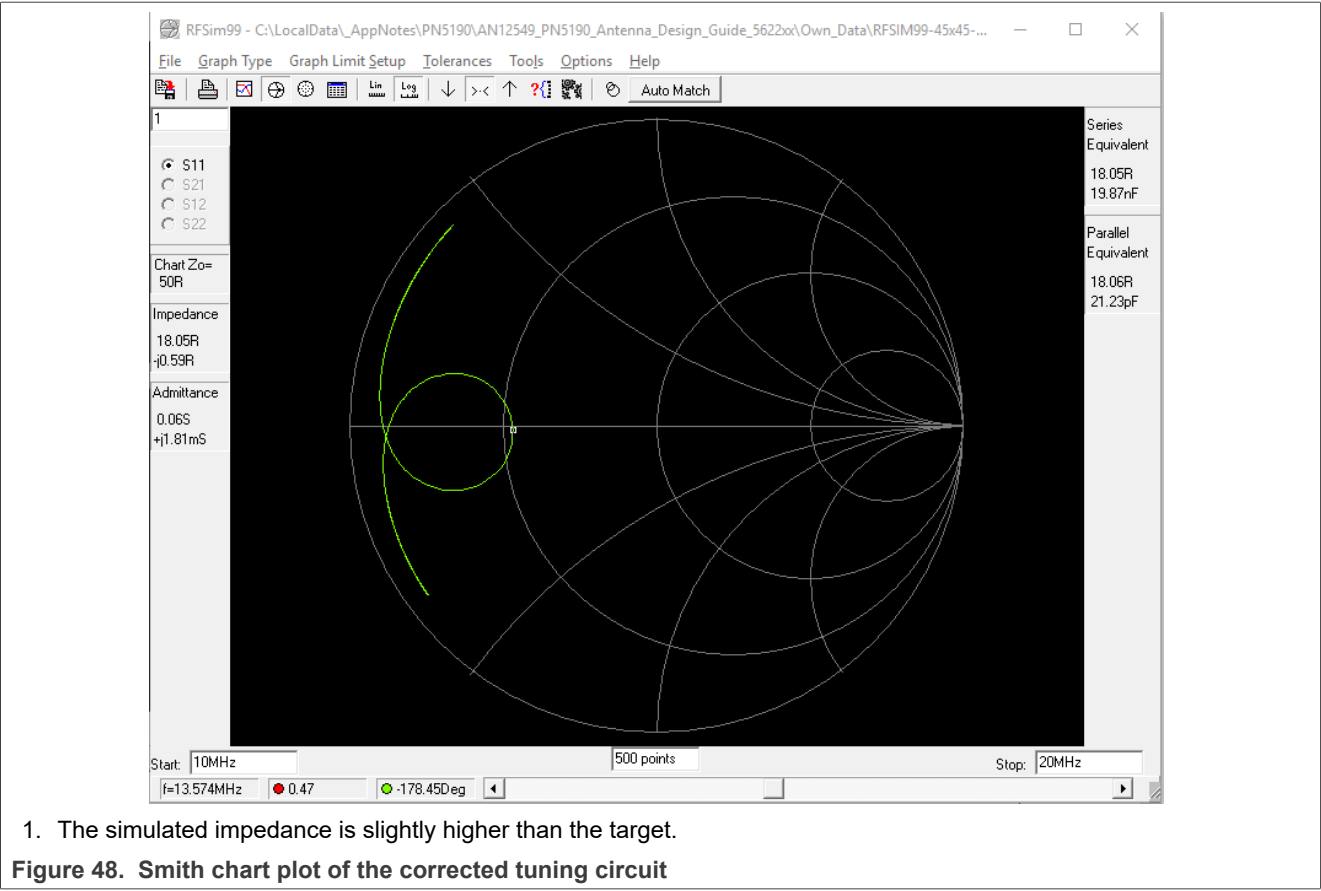 RFSim99 - C:\LocalData\_AppNotes\PN5190\AN12549_PN5190_Antenna_Design_Guide_5622xx\Own_Data\RFSIM99-45x45-...
File Graph Type Graph Limit Setup Tolerances Tools Options Help
Lin Log Auto Match
1
S11
S21
S12
S22
Chart Zo=
50R
Impedance
18.05R
-j0.59R
Admittance
0.06S
+j1.81mS
Series
Equivalent
18.05R
19.87nF
Parallel
Equivalent
18.06R
21.23pF
Start: 10MHz 500 points Stop: 20MHz
f=13.574MHz 0.47 -178.45Deg
1. The simulated impedance is slightly higher than the target.
Figure 48. Smith chart plot of the corrected tuning circuit